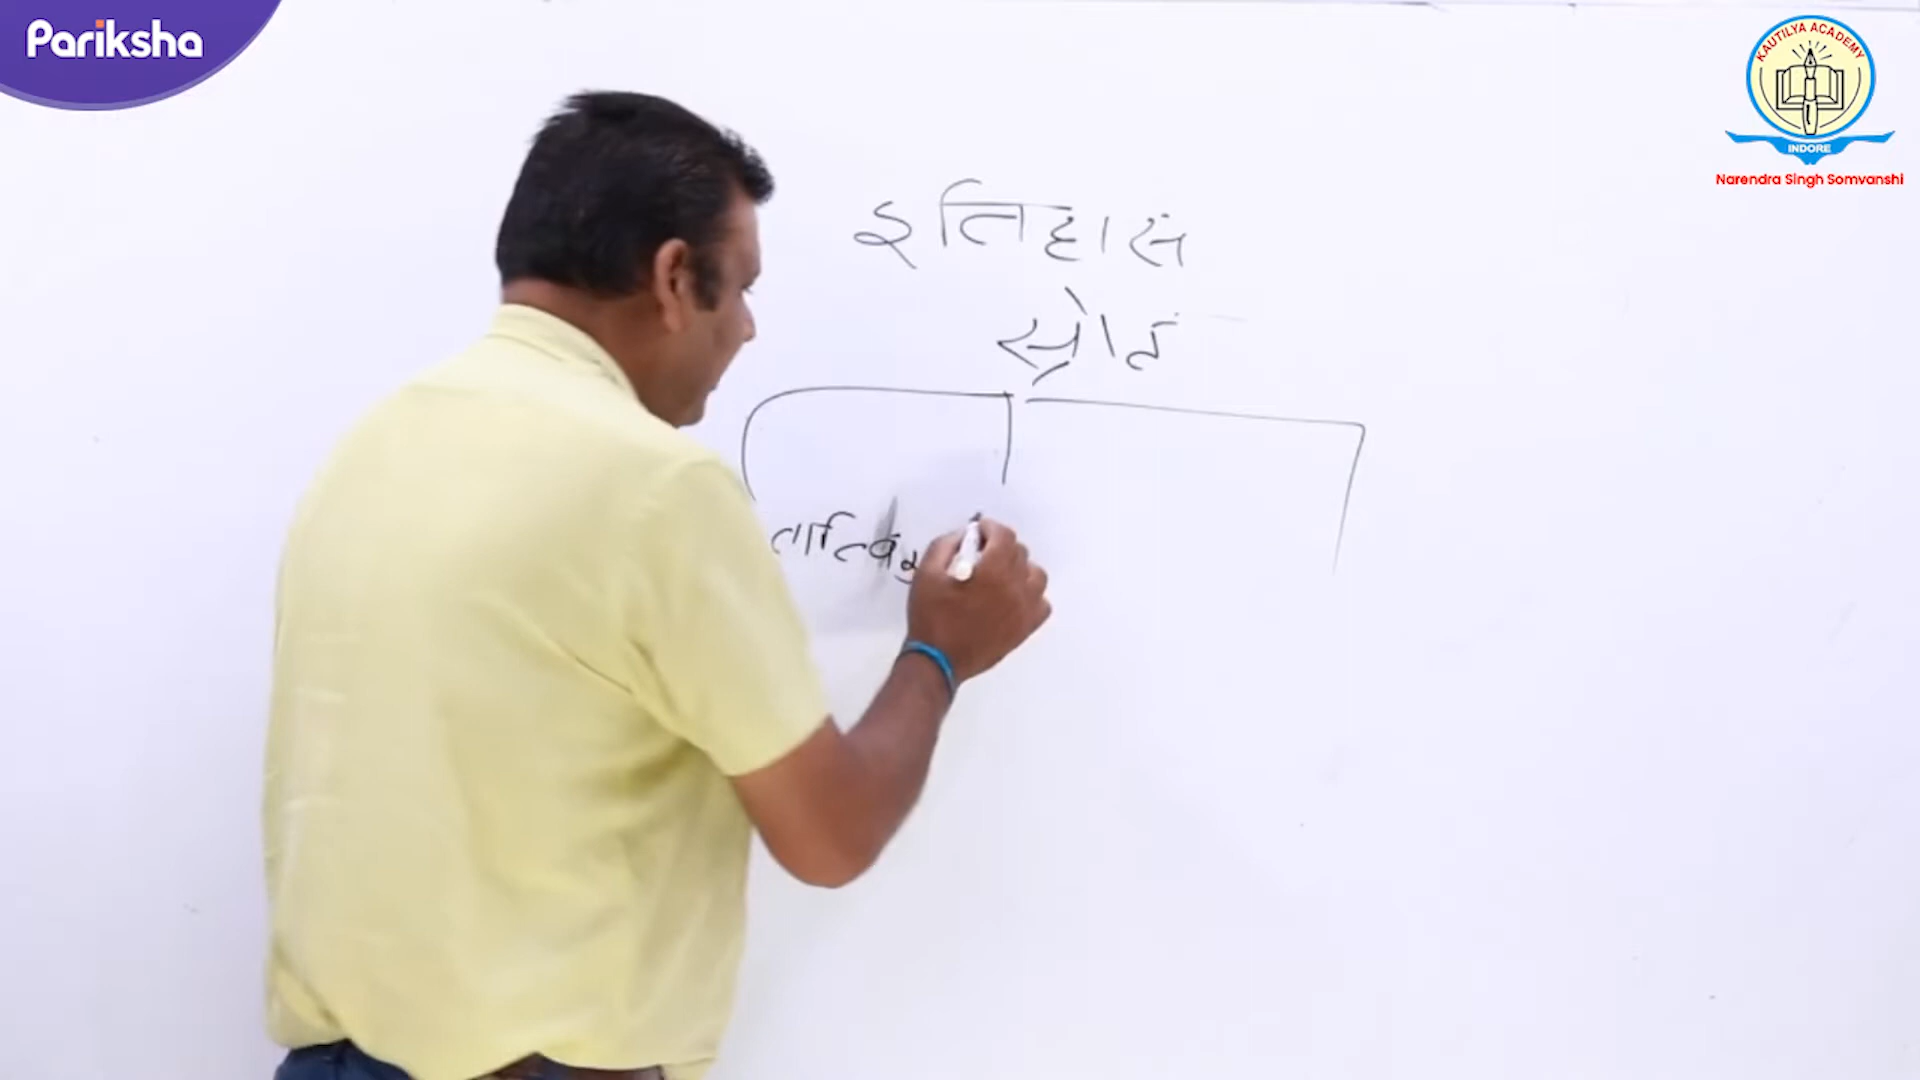 Pariksha
KAUTILYA ACADEMY
INDORE
Narendra Singh Somvanshi
इतिहास
स्रोत